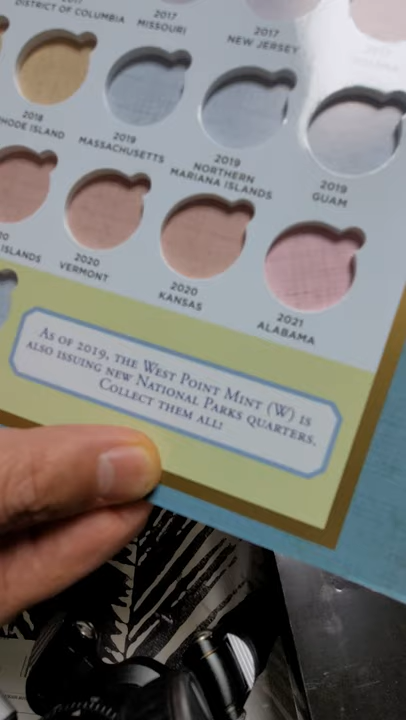 2017
DISTRICT OF COLUMBIA
2017
MISSOURI
2017
NEW JERSEY
2018
RHODE ISLAND
2019
MASSACHUSETTS
2019
NORTHERN
MARIANA ISLANDS
2019
GUAM
ISLANDS
2020
VERMONT
2020
KANSAS
2021
ALABAMA
AS OF 2019, THE WEST POINT MINT (W) IS
ALSO ISSUING NEW NATIONAL PARKS QUARTERS.
COLLECT THEM ALL!